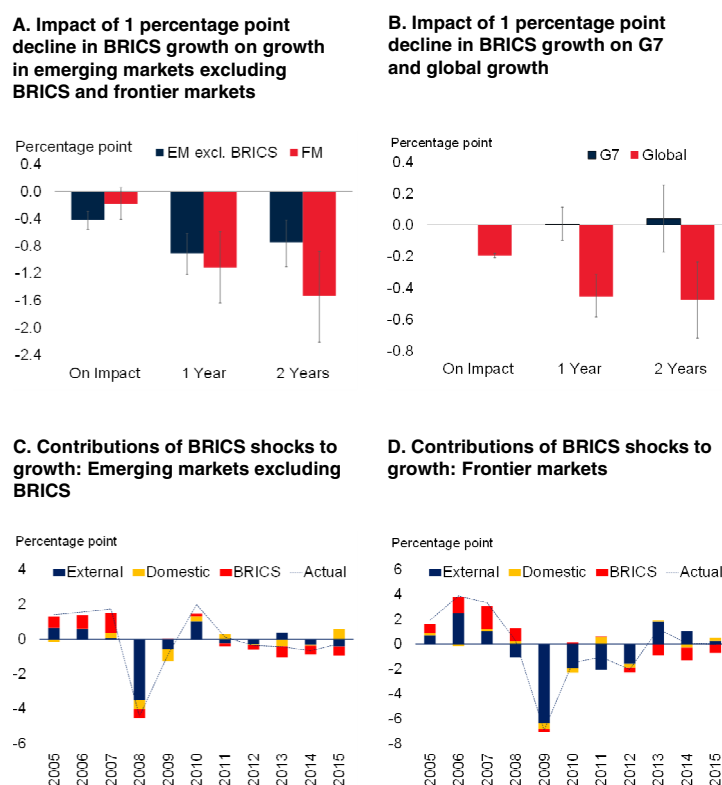 A. Impact of 1 percentage point
decline in BRICS growth on growth
in emerging markets excluding
BRICS and frontier markets
Percentage point
EM excl. BRICS FM
0.4
0.0
-0.4
-0.8
-1.2
-1.6
-2.0
-2.4
On Impact 1 Year 2 Years
B. Impact of 1 percentage point
decline in BRICS growth on G7
and global growth
Percentage point
G7 Global
0.4
0.2
0.0
-0.2
-0.4
-0.6
-0.8
On Impact 1 Year 2 Years
C. Contributions of BRICS shocks to
growth: Emerging markets excluding
BRICS
Percentage point
External Domestic BRICS Actual
4
2
0
-2
-4
-6
2005 2006 2007 2008 2009 2010 2011 2012 2013 2014 2015
D. Contributions of BRICS shocks to
growth: Frontier markets
Percentage point
External Domestic BRICS Actual
6
4
2
0
-2
-4
-6
-8
2005 2006 2007 2008 2009 2010 2011 2012 2013 2014 2015